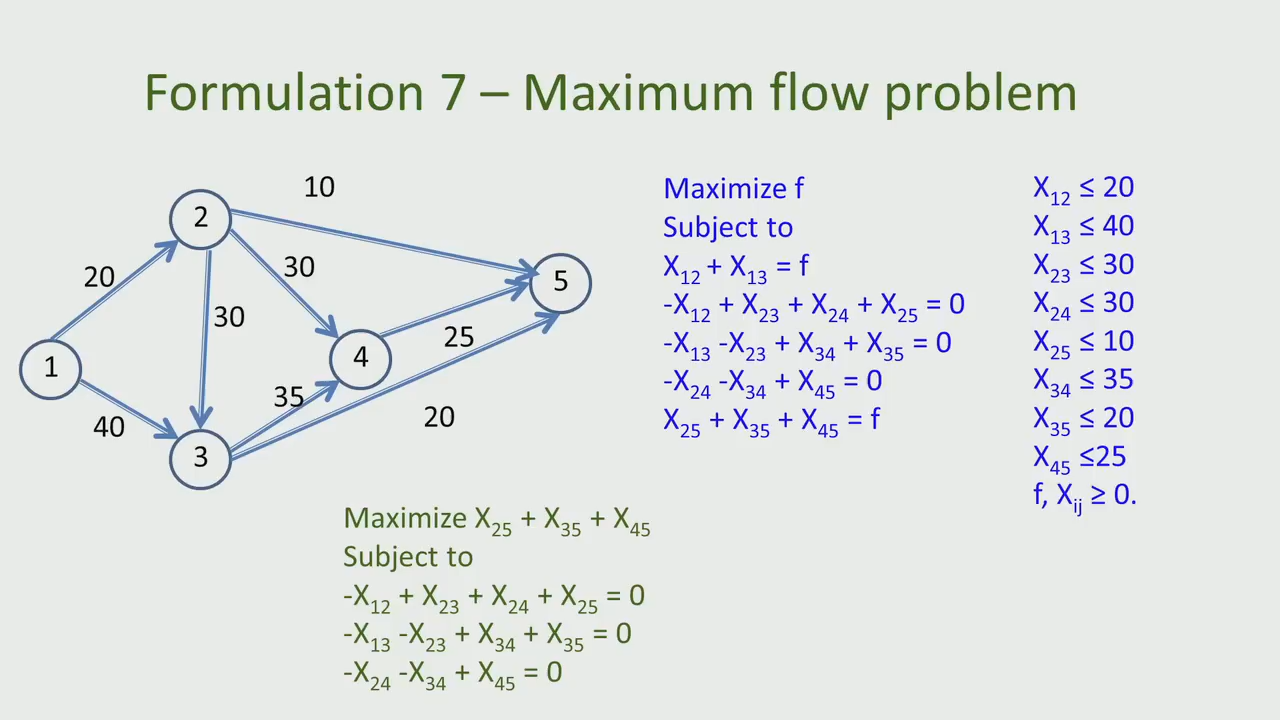 Formulation 7 – Maximum flow problem
10
2
20
30
30
5
1
4
25
35
40
20
3
Maximize f
Subject to
X12 + X13 = f
-X12 + X23 + X24 + X25 = 0
-X13 -X23 + X34 + X35 = 0
-X24 -X34 + X45 = 0
X25 + X35 + X45 = f
X12 ≤ 20
X13 ≤ 40
X23 ≤ 30
X24 ≤ 30
X25 ≤ 10
X34 ≤ 35
X35 ≤ 20
X45 ≤25
f, Xij ≥ 0.
Maximize X25 + X35 + X45
Subject to
-X12 + X23 + X24 + X25 = 0
-X13 -X23 + X34 + X35 = 0
-X24 -X34 + X45 = 0